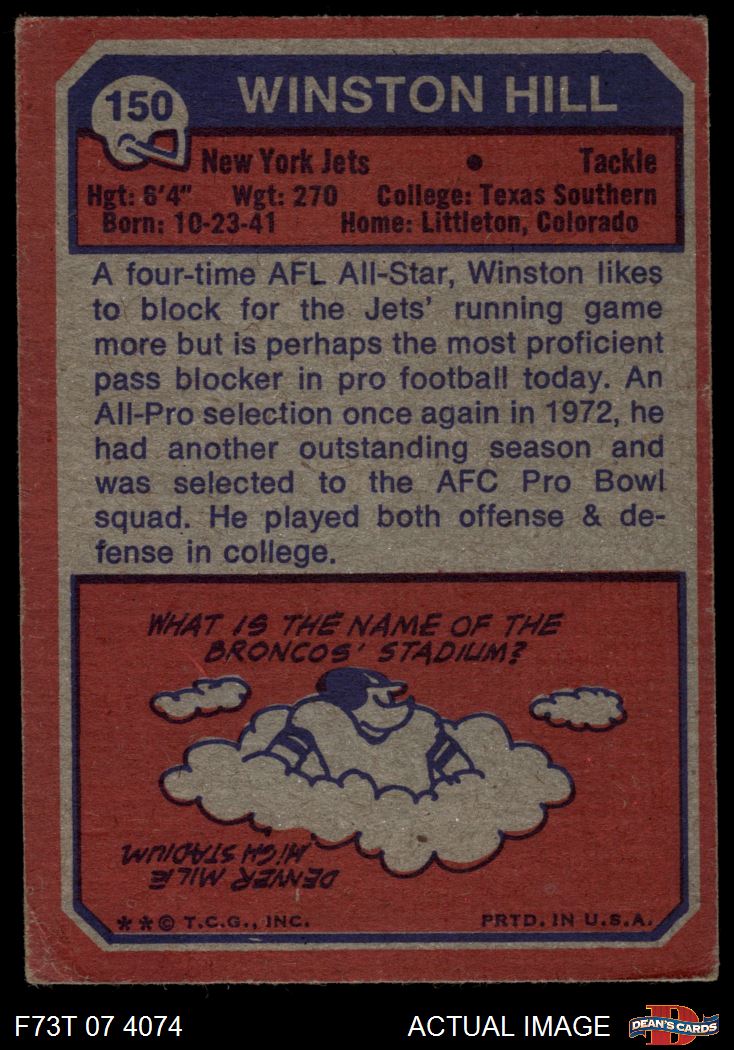 150
WINSTON HILL
New York Jets • Tackle
Hgt: 6'4" Wgt: 270 College: Texas Southern
Born: 10-23-41 Home: Littleton, Colorado
A four-time AFL All-Star, Winston likes
to block for the Jets' running game
more but is perhaps the most proficient
pass blocker in pro football today. An
All-Pro selection once again in 1972, he
had another outstanding season and
was selected to the AFC Pro Bowl
squad. He played both offense & de-
fense in college.
WHAT IS THE NAME OF THE
BRONCOS' STADIUM?
DENVER MILE
HIGH STADIUM
**© T.C.G., INC. PRTD. IN U.S.A.
F73T 07 4074 ACTUAL IMAGE
D
DEAN'S CARDS